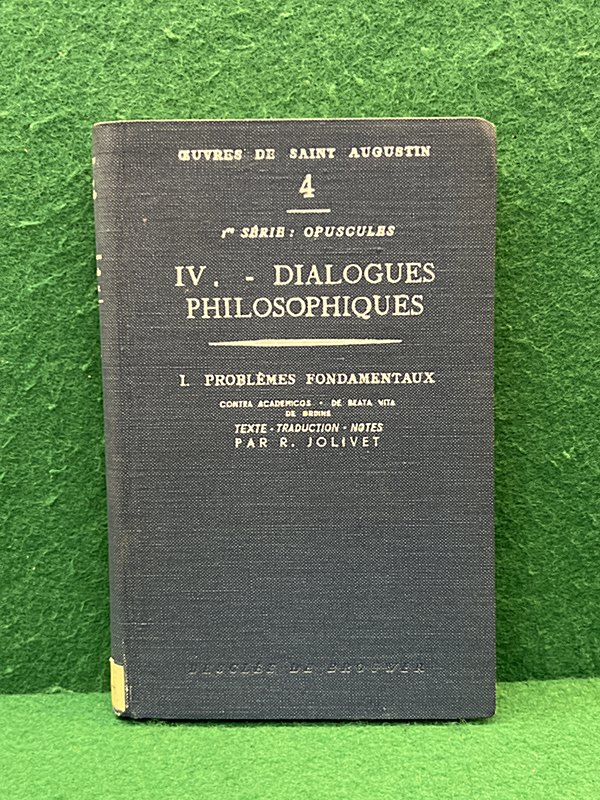 ŒUVRES DE SAINT AUGUSTIN
4
1re SÉRIE : OPUSCULES
IV. - DIALOGUES
PHILOSOPHIQUES
I. PROBLÈMES FONDAMENTAUX
CONTRA ACADEMICOS - DE BEATA VITA
DE ORDINE
TEXTE - TRADUCTION - NOTES
PAR R. JOLIVET
DESCLÉE DE BROUWER